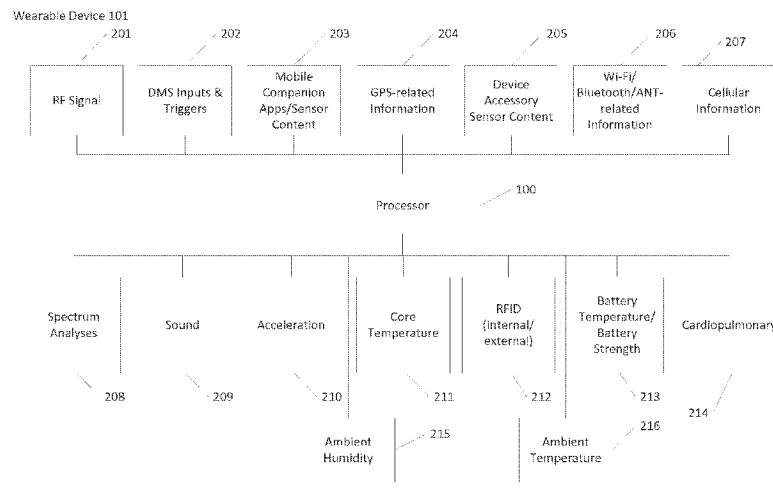 Wearable Device 101
201
202
203
204
205
206
207
RF Signal
DMS Inputs &
Triggers
Mobile
Companion
Apps/Sensor
Content
GPS-related
Information
Device
Accessory
Sensor Content
Wi-Fi/
Bluetooth/ANT-
related
Information
Cellular
Information
Processor
100
Spectrum
Analyses
Sound
Acceleration
Core
Temperature
RFID
(internal/
external)
Battery
Temperature/
Battery
Strength
Cardiopulmonary
208
209
210
211
212
213
214
Ambient
Humidity
215
Ambient
Temperature
216